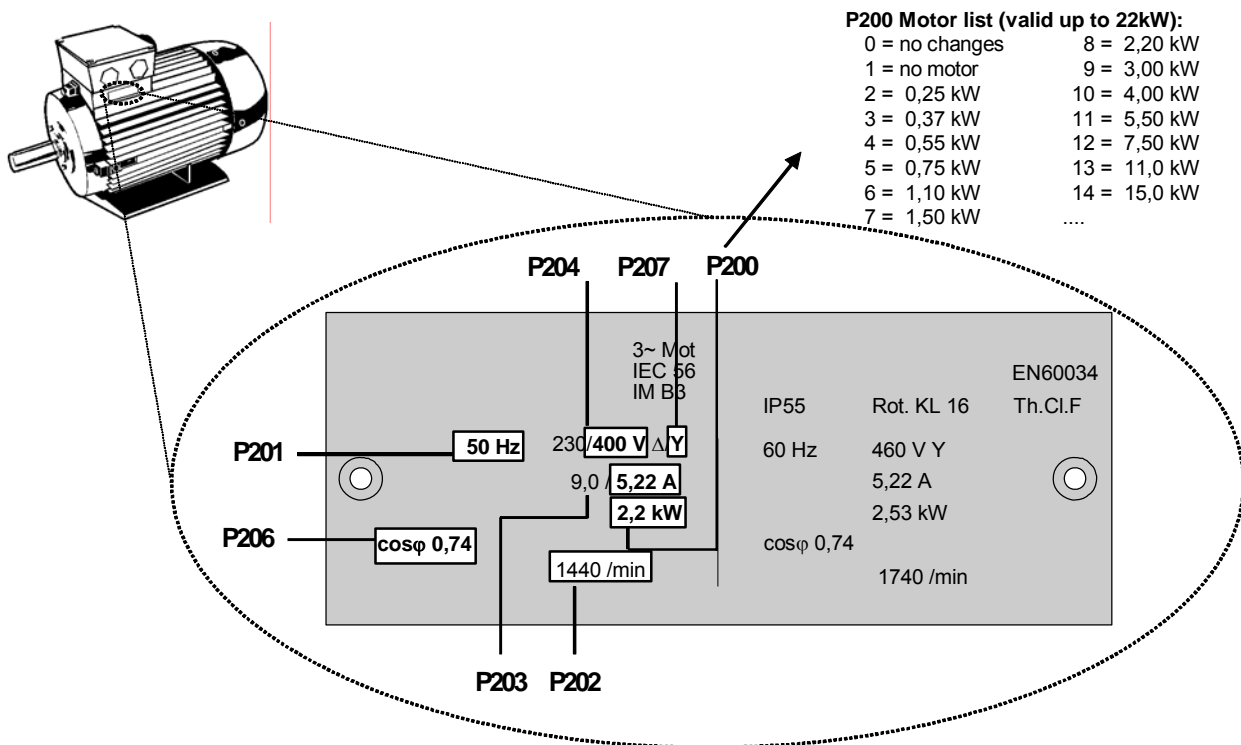 P200 Motor list (valid up to 22kW):
0 = no changes 8 = 2,20 kW
1 = no motor 9 = 3,00 kW
2 = 0,25 kW 10 = 4,00 kW
3 = 0,37 kW 11 = 5,50 kW
4 = 0,55 kW 12 = 7,50 kW
5 = 0,75 kW 13 = 11,0 kW
6 = 1,10 kW 14 = 15,0 kW
7 = 1,50 kW ....
P204 P207 P200
3~ Mot
IEC 56
IM B3
EN60034
IP55 Rot. KL 16 Th.Cl.F
P201 50 Hz 230/400 V Δ/Y 60 Hz 460 V Y
9,0 / 5,22 A 5,22 A
2,2 kW 2,53 kW
P206 cosφ 0,74 cosφ 0,74
1440 /min 1740 /min
P203 P202